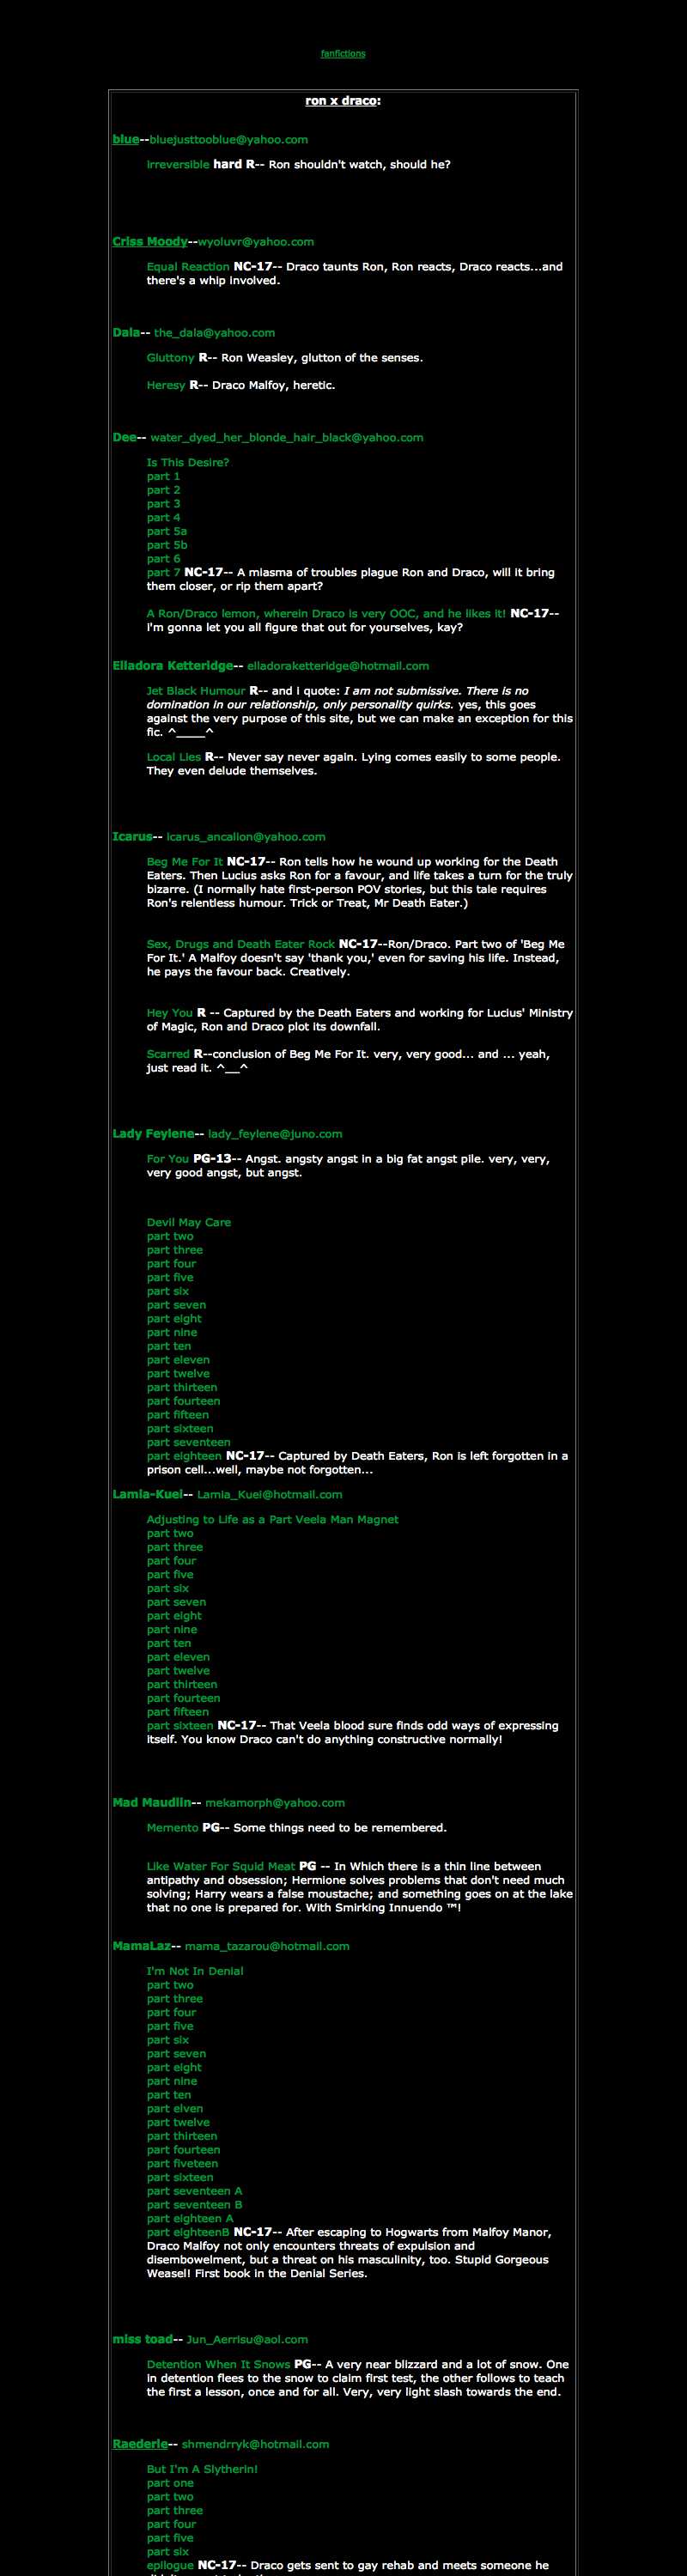 fanfictions
ron x draco:
blue--bluejusttooblue@yahoo.com
irreversible hard R-- Ron shouldn't watch, should he?
Criss Moody--wyoluvr@yahoo.com
Equal Reaction NC-17-- Draco taunts Ron, Ron reacts, Draco reacts...and
there's a whip involved.
Dala-- the_dala@yahoo.com
Gluttony R-- Ron Weasley, glutton of the senses.
Heresy R-- Draco Malfoy, heretic.
Dee-- water_dyed_her_blonde_hair_black@yahoo.com
Is This Desire?
part 1
part 2
part 3
part 4
part 5a
part 5b
part 6
part 7 NC-17-- A miasma of troubles plague Ron and Draco, will it bring
them closer, or rip them apart?
A Ron/Draco lemon, wherein Draco is very OOC, and he likes it! NC-17--
i'm gonna let you all figure that out for yourselves, kay?
Elladora Ketteridge-- elladoraketteridge@hotmail.com
Jet Black Humour R-- and i quote: I am not submissive. There is no
domination in our relationship, only personality quirks. yes, this goes
against the very purpose of this site, but we can make an exception for this
fic. ^____^
Local Lies R-- Never say never again. Lying comes easily to some people.
They even delude themselves.
Icarus-- icarus_ancalion@yahoo.com
Beg Me For It NC-17-- Ron tells how he wound up working for the Death
Eaters. Then Lucius asks Ron for a favour, and life takes a turn for the truly
bizarre. (I normally hate first-person POV stories, but this tale requires
Ron's relentless humour. Trick or Treat, Mr Death Eater.)
Sex, Drugs and Death Eater Rock NC-17--Ron/Draco. Part two of 'Beg Me
For It.' A Malfoy doesn't say 'thank you,' even for saving his life. Instead,
he pays the favour back. Creatively.
Hey You R -- Captured by the Death Eaters and working for Lucius' Ministry
of Magic, Ron and Draco plot its downfall.
Scarred R--conclusion of Beg Me For It. very, very good... and ... yeah,
just read it. ^__^
Lady Feylene-- lady_feylene@juno.com
For You PG-13-- Angst. angsty angst in a big fat angst pile. very, very,
very good angst, but angst.
Devil May Care
part two
part three
part four
part five
part six
part seven
part eight
part nine
part ten
part eleven
part twelve
part thirteen
part fourteen
part fifteen
part sixteen
part seventeen
part eighteen NC-17-- Captured by Death Eaters, Ron is left forgotten in a
prison cell...well, maybe not forgotten...
Lamia-Kuei-- Lamia_Kuei@hotmail.com
Adjusting to Life as a Part Veela Man Magnet
part two
part three
part four
part five
part six
part seven
part eight
part nine
part ten
part eleven
part twelve
part thirteen
part fourteen
part fifteen
part sixteen NC-17-- That Veela blood sure finds odd ways of expressing
itself. You know Draco can't do anything constructive normally!
Mad Maudlin-- mekamorph@yahoo.com
Memento PG-- Some things need to be remembered.
Like Water For Squid Meat PG -- In Which there is a thin line between
antipathy and obsession; Hermione solves problems that don't need much
solving; Harry wears a false moustache; and something goes on at the lake
that no one is prepared for. With Smirking Innuendo ™!
MamaLaz-- mama_tazarou@hotmail.com
I'm Not In Denial
part two
part three
part four
part five
part six
part seven
part eight
part nine
part ten
part elven
part twelve
part thirteen
part fourteen
part fiveteen
part sixteen
part seventeen A
part seventeen B
part eighteen A
part eighteenB NC-17-- After escaping to Hogwarts from Malfoy Manor,
Draco Malfoy not only encounters threats of expulsion and
disembowelment, but a threat on his masculinity, too. Stupid Gorgeous
Weasel! First book in the Denial Series.
miss toad-- Jun_Aerrisu@aol.com
Detention When It Snows PG-- A very near blizzard and a lot of snow. One
in detention flees to the snow to claim first test, the other follows to teach
the first a lesson, once and for all. Very, very light slash towards the end.
Raederle-- shmendrryk@hotmail.com
But I'm A Slytherin!
part one
part two
part three
part four
part five
part six
epilogue NC-17-- Draco gets sent to gay rehab and meets someone he